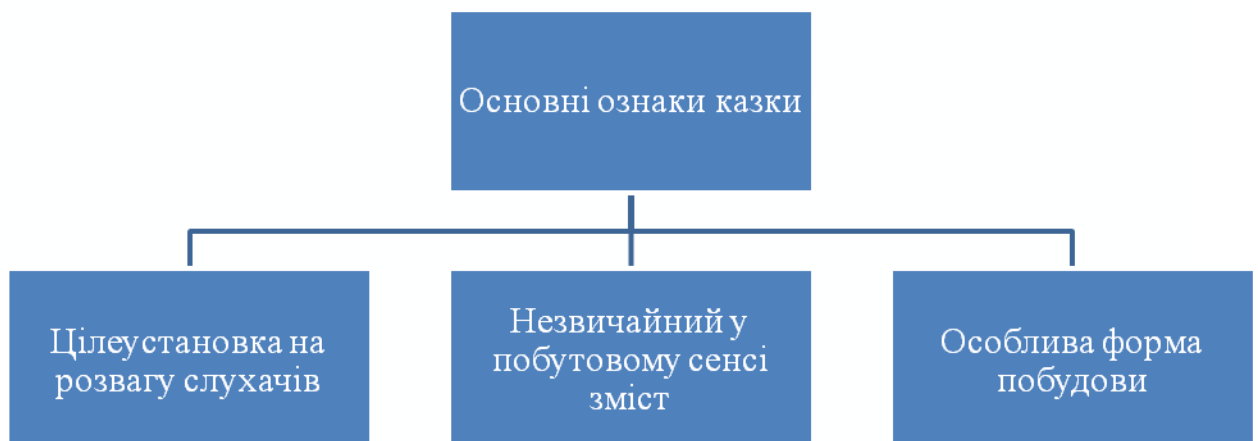 Основні ознаки казки
Цілеустановка на
розвагу слухачів
Незвичайний у
побутовому сенсі
зміст
Особлива форма
побудови